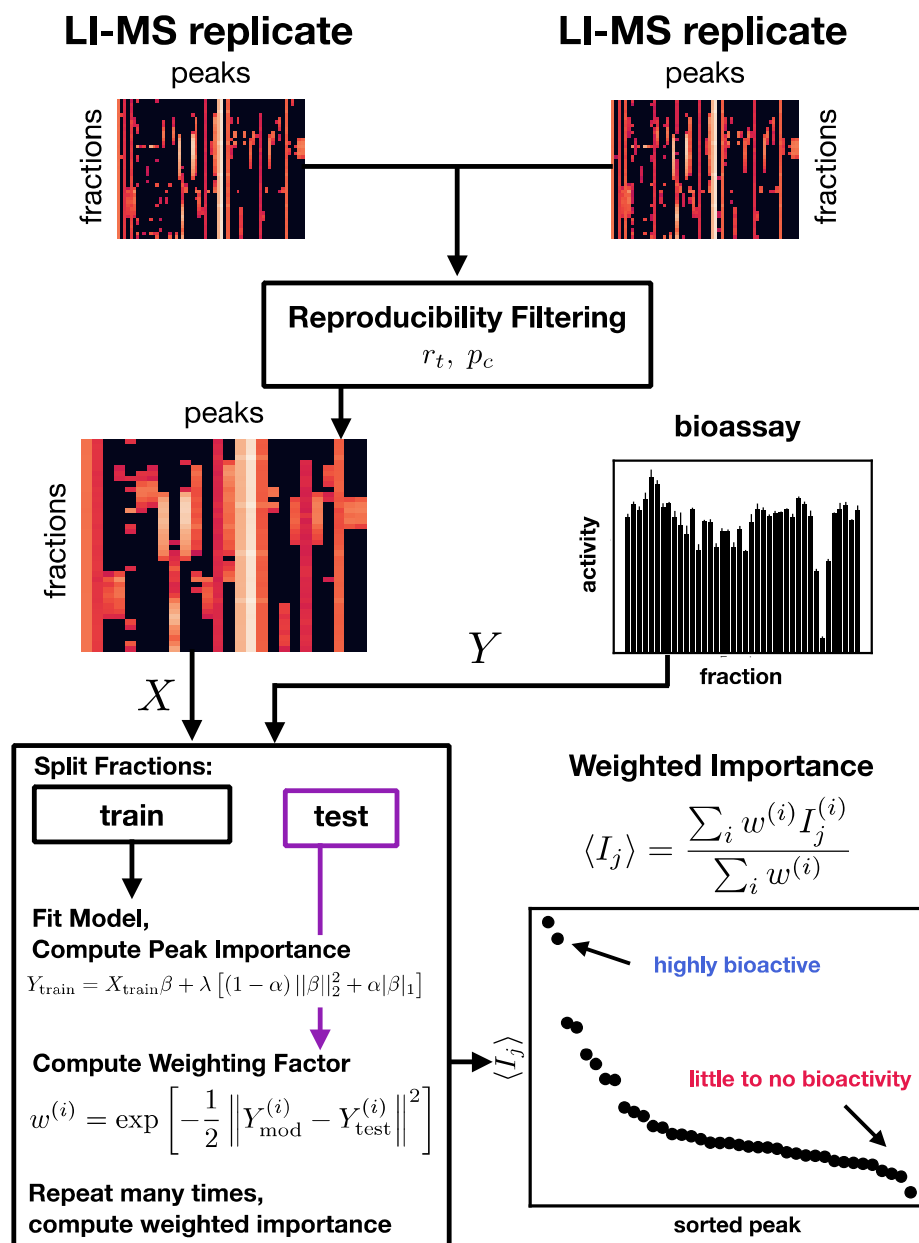 LI-MS replicate
LI-MS replicate
peaks
peaks
fractions
fractions
Reproducibility Filtering
r_t, p_c
peaks
fractions
bioassay
activity
fraction
X
Y
Split Fractions:
train
test
Fit Model,
Compute Peak Importance
Y_train = X_train β + λ [(1 − α) ||β||_2^2 + α|β|_1]
Compute Weighting Factor
w^(i) = exp [ −1/2 ‖Y_mod^(i) − Y_test^(i)‖^2 ]
Repeat many times,
compute weighted importance
Weighted Importance
⟨I_j⟩ = ∑_i w^(i) I_j^(i) / ∑_i w^(i)
highly bioactive
⟨I_j⟩
little to no bioactivity
sorted peak